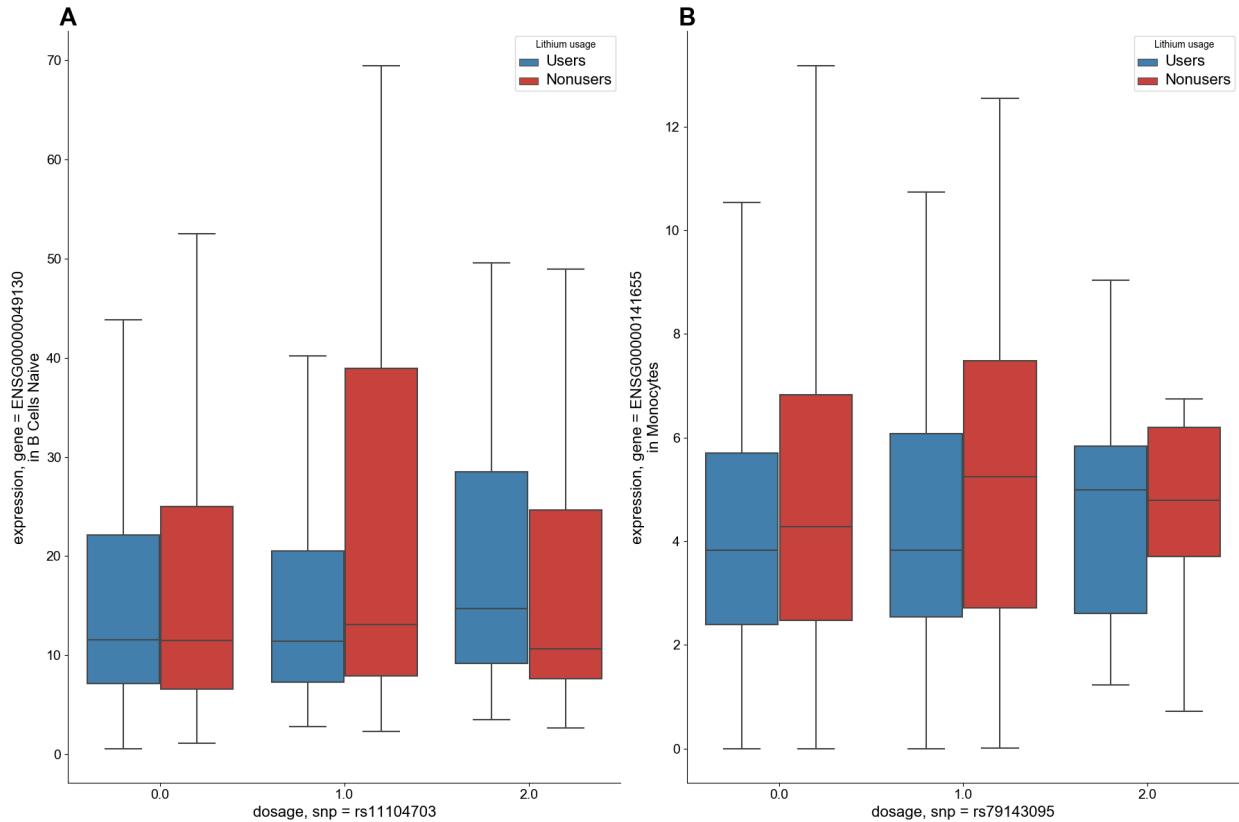 A
Lithium usage
Users
Nonusers
70
60
50
40
30
20
10
0
expression, gene = ENSG00000049130
in B Cells Naive
0.0
1.0
2.0
dosage, snp = rs11104703
B
Lithium usage
Users
Nonusers
12
10
8
6
4
2
0
expression, gene = ENSG00000141655
in Monocytes
0.0
1.0
2.0
dosage, snp = rs79143095